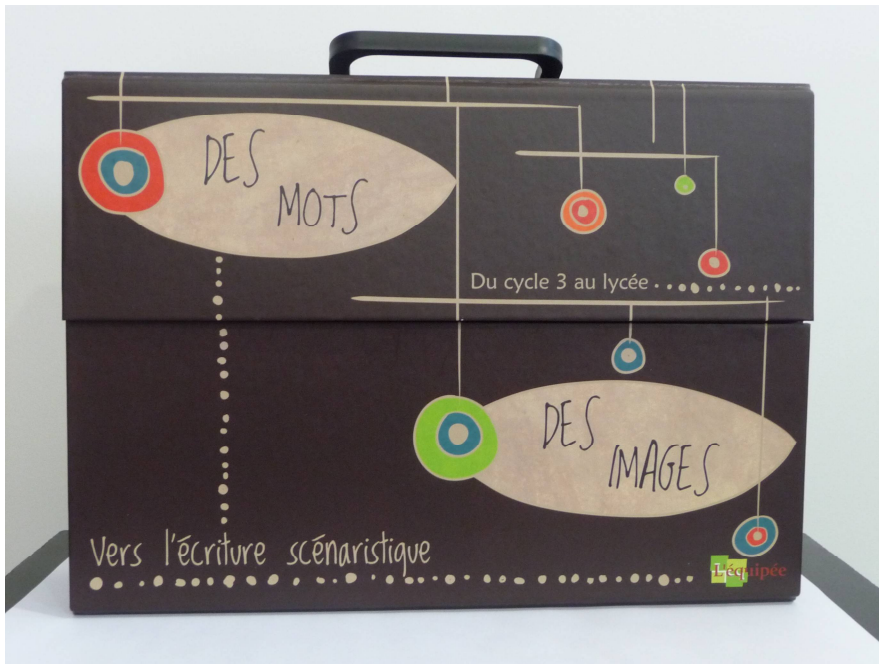 DES
MOTS
Du cycle 3 au lycée
DES
IMAGES
Vers l'écriture scénaristique
L'équipée